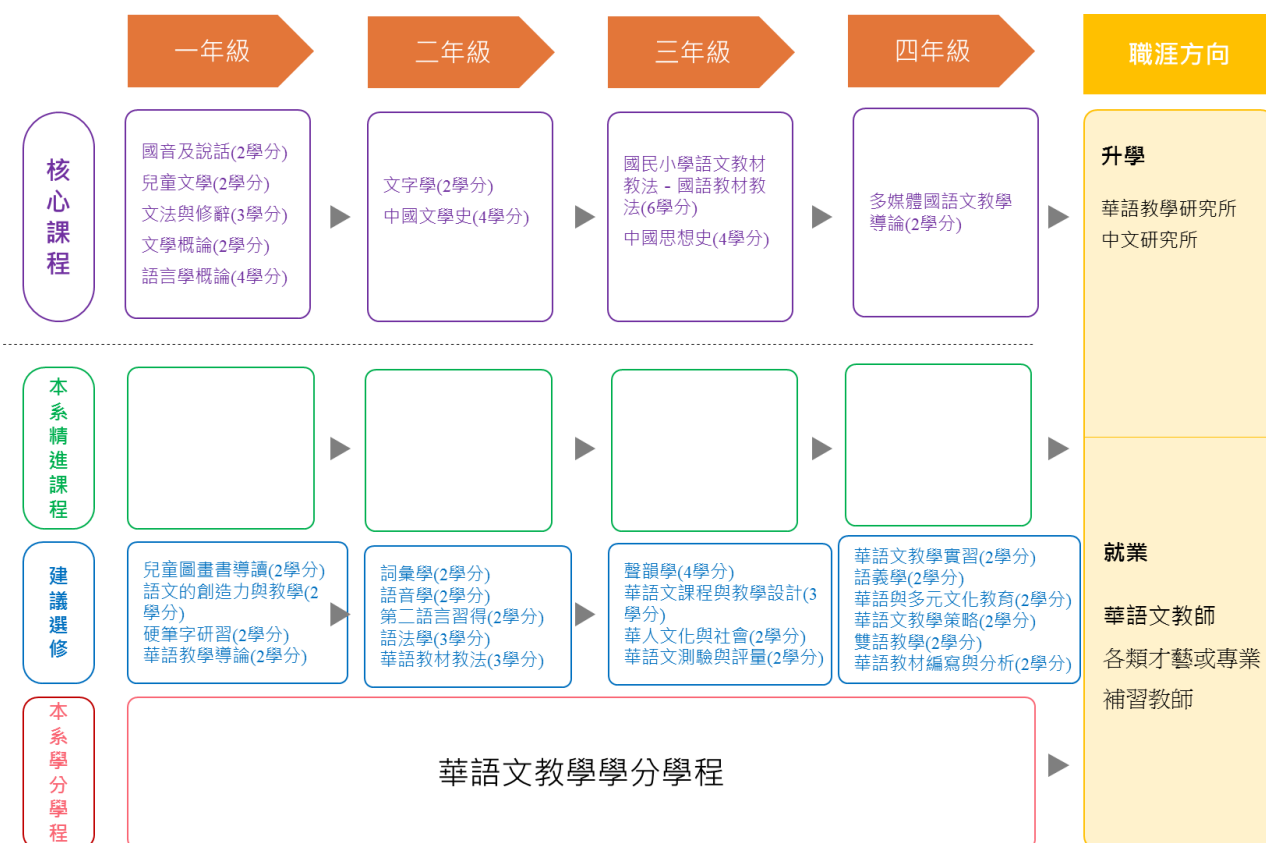 一年級
二年級
三年級
四年級
職涯方向
核心課程
國音及說話(2學分)
兒童文學(2學分)
文法與修辭(3學分)
文學概論(2學分)
語言學概論(4學分)
文字學(2學分)
中國文學史(4學分)
國民小學語文教材
教法－國語教材教
法(6學分)
中國思想史(4學分)
多媒體國語文教學
導論(2學分)
升學
華語教學研究所
中文研究所
本系精進課程
建議選修
兒童圖畫書導讀(2學分)
語文的創造力與教學(2
學分)
硬筆字研習(2學分)
華語教學導論(2學分)
詞彙學(2學分)
語音學(2學分)
第二語言習得(2學分)
語法學(3學分)
華語教材教法(3學分)
聲韻學(4學分)
華語文課程與教學設計(3
學分)
華人文化與社會(2學分)
華語文測驗與評量(2學分)
華語文教學實習(2學分)
語義學(2學分)
華語與多元文化教育(2學分)
華語文教學策略(2學分)
雙語教學(2學分)
華語教材編寫與分析(2學分)
就業
華語文教師
各類才藝或專業
補習教師
本系學分學程
華語文教學學分學程